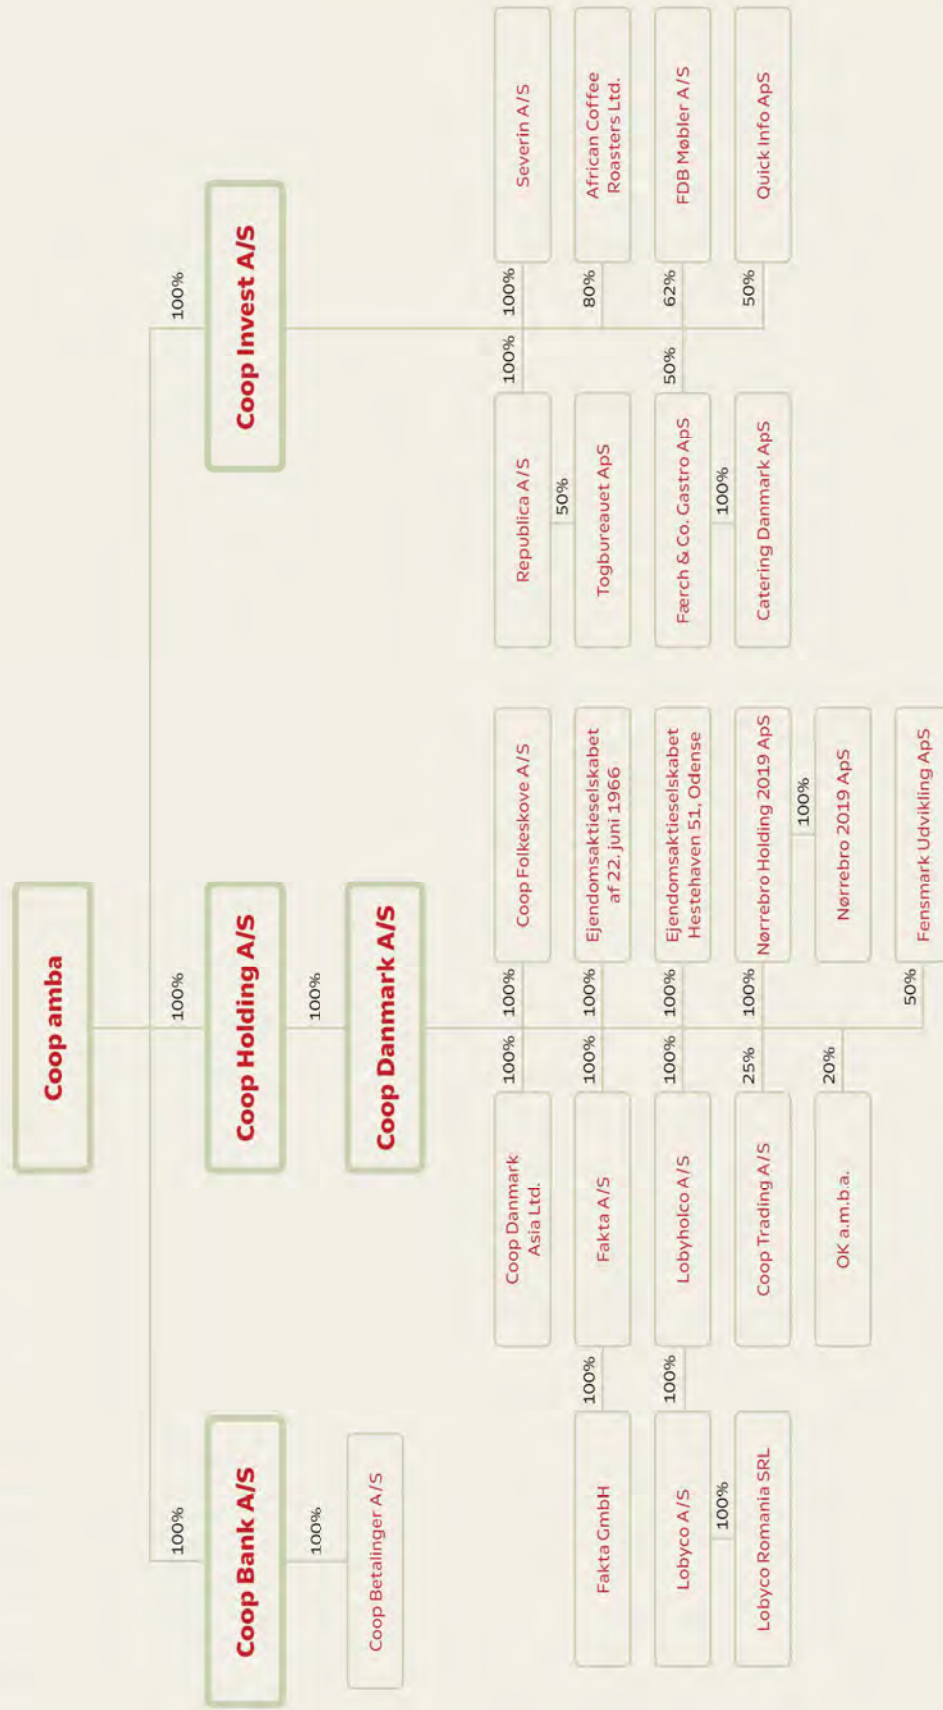 Coop amba
100%
100%
100%
Coop Bank A/S
Coop Holding A/S
Coop Invest A/S
100%
100%
Coop Betalinger A/S
Coop Danmark A/S
Coop Danmark
Asia Ltd.
100%
100%
Coop Folkeskove A/S
Republica A/S
100%
100%
Severin A/S
50%
Fakta GmbH
100%
Fakta A/S
100%
100%
Ejendomsaktieselskabet
af 22. juni 1966
Togbureauet ApS
80%
African Coffee
Roasters Ltd.
Lobyco A/S
100%
Lobyholco A/S
100%
100%
Ejendomsaktieselskabet
Hestehaven 51, Odense
Færch & Co. Gastro ApS
50%
62%
FDB Møbler A/S
100%
100%
Lobyco Romania SRL
Coop Trading A/S
25%
100%
Nørrebro Holding 2019 ApS
Catering Danmark ApS
50%
Quick Info ApS
100%
OK a.m.b.a.
20%
Nørrebro 2019 ApS
50%
Fensmark Udvikling ApS